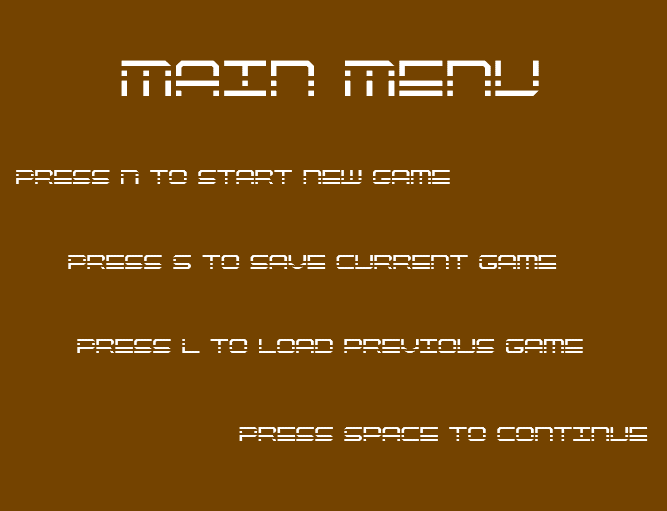 MAIN MENU
PRESS N TO START NEW GAME
PRESS S TO SAVE CURRENT GAME
PRESS L TO LOAD PREVIOUS GAME
PRESS SPACE TO CONTINUE